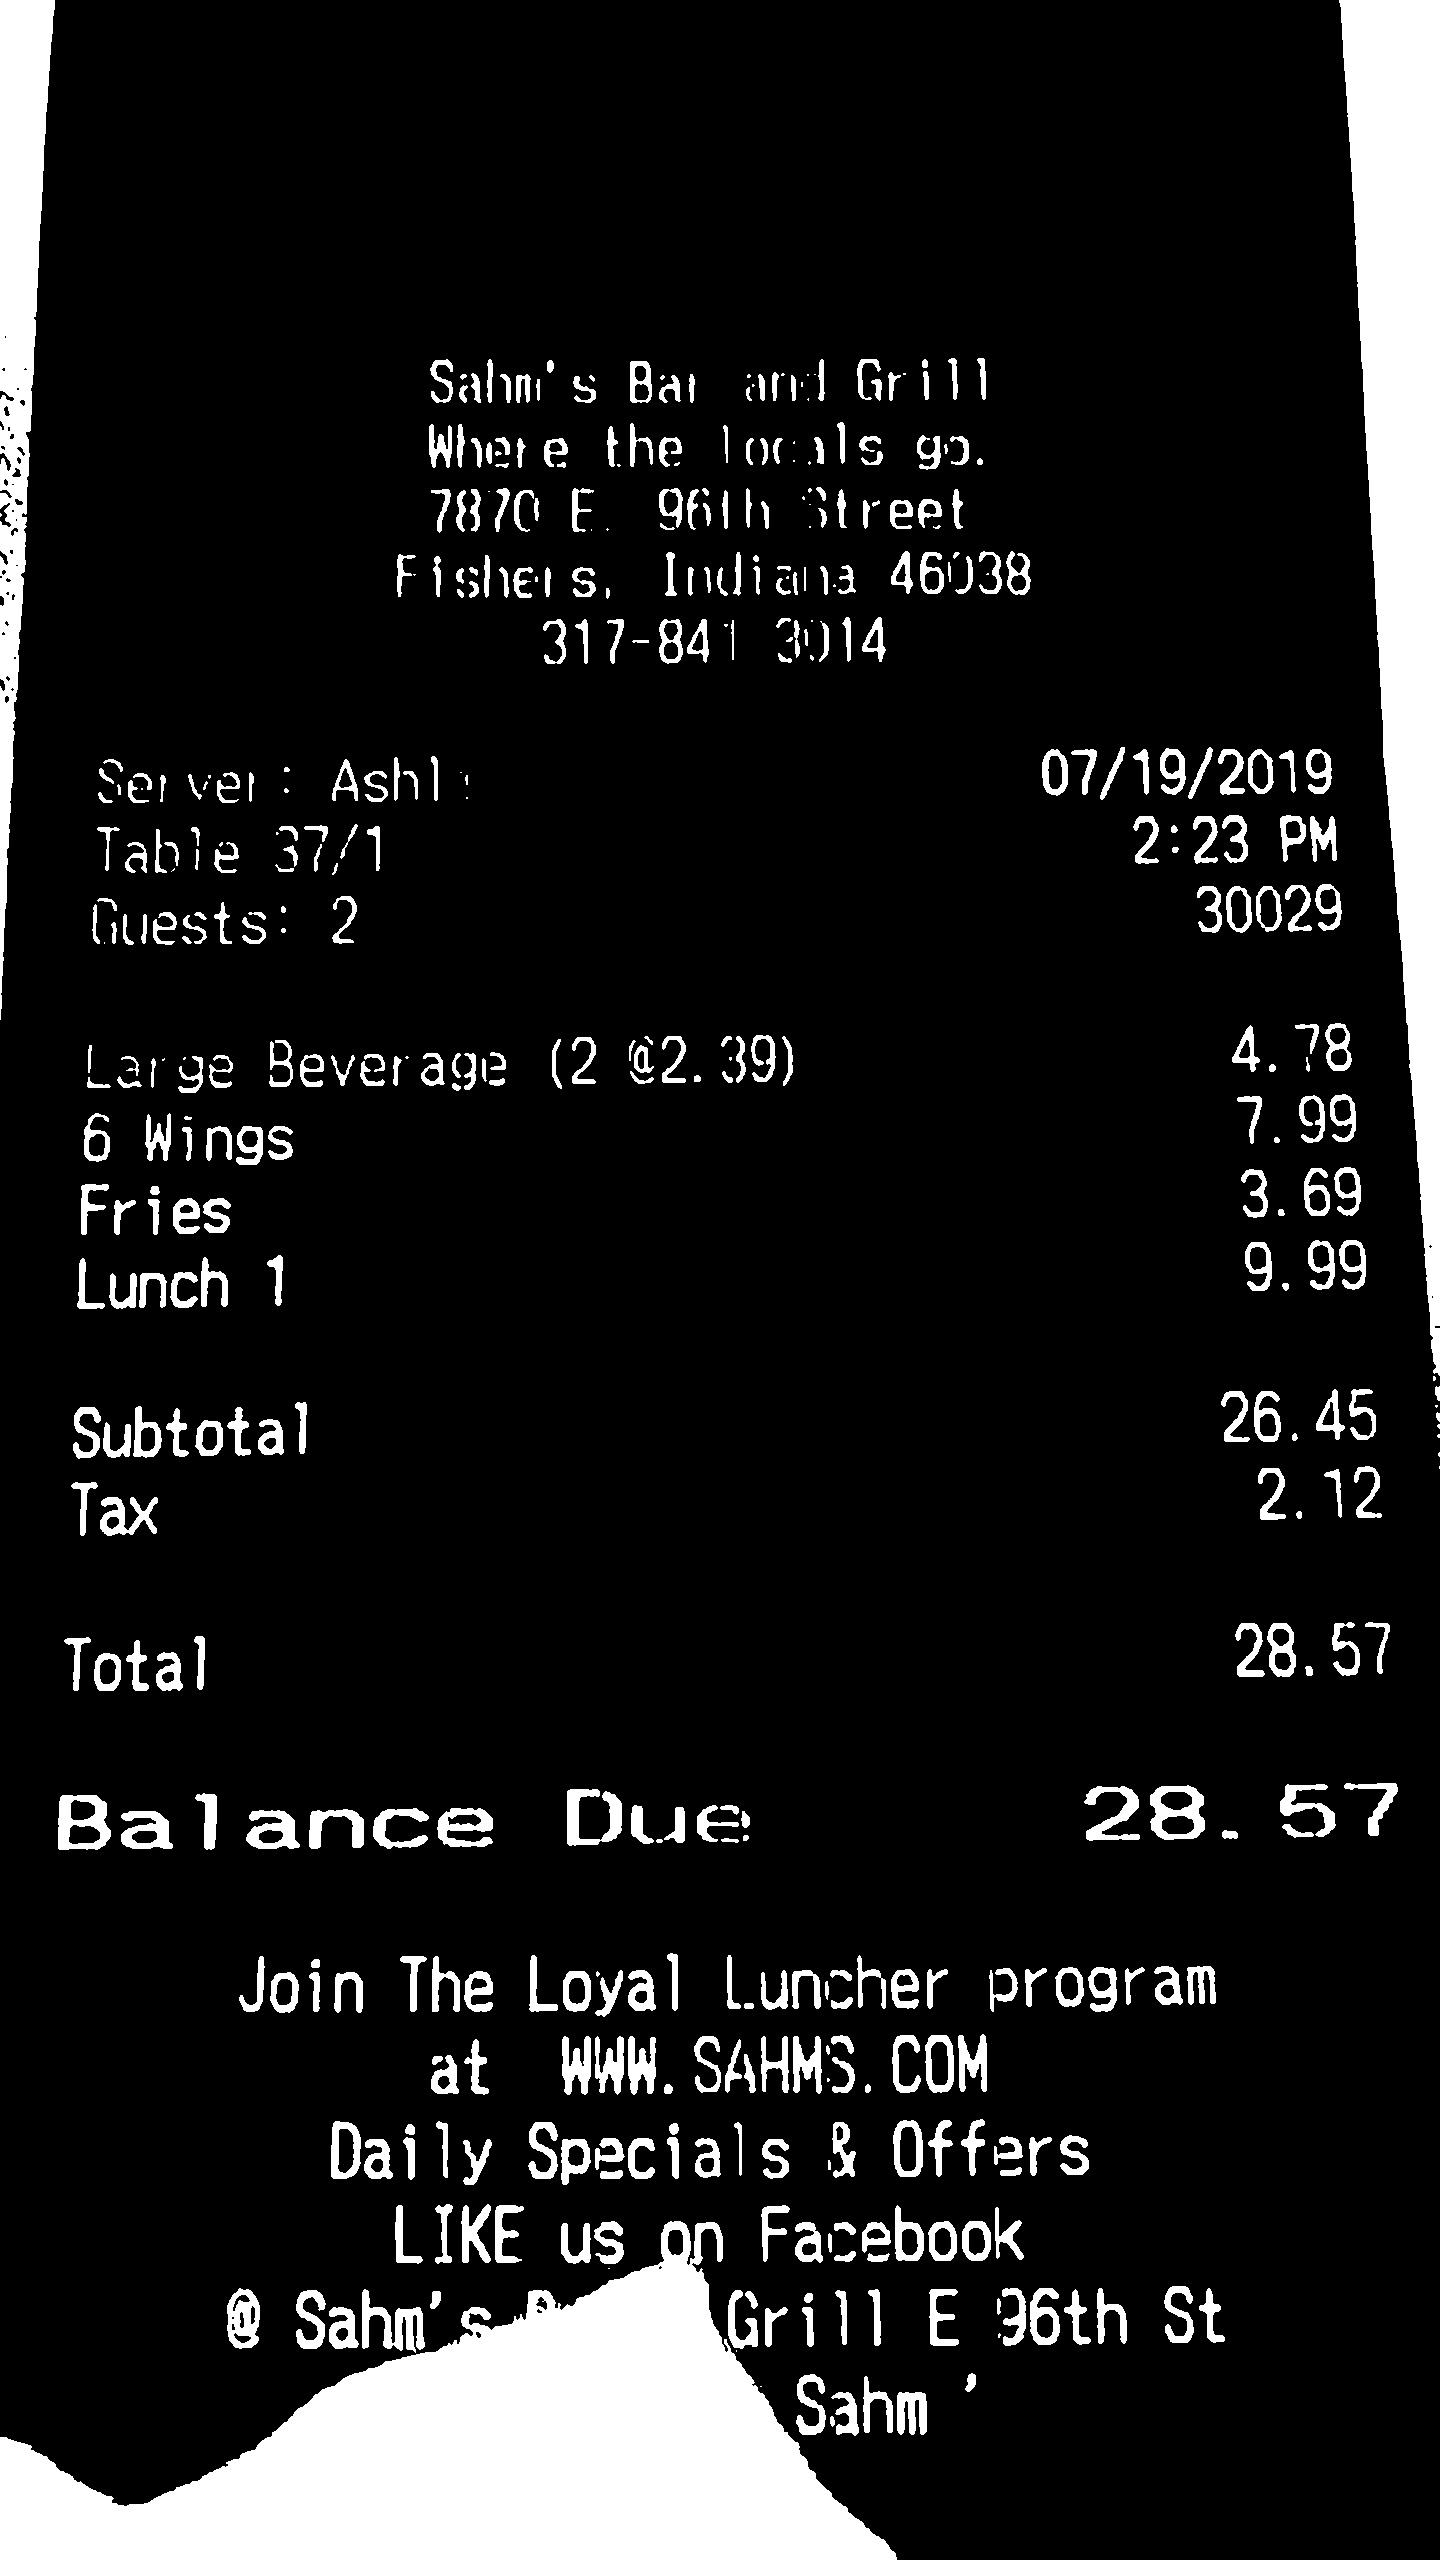 Sahm's Bar and Grill
Where the locals go.
7870 E. 96th Street
Fishers, Indiana 46038
317-841-3014
Server: 07/19/2019
Table 37/1 2:23 PM
Guests: 2 30029
Large Beverage (2 @2.39) 4.78
6 Wings 7.99
Fries 3.69
Lunch 1 9.99
Subtotal 26.45
Tax 2.12
Total 28.57
Balance Due 28.57
Join The Loyal Luncher program
at WWW.SAHMS.COM
Daily Specials & Offers
LIKE us on Facebook
@ Sahm's Grill E 96th St
Sahm '